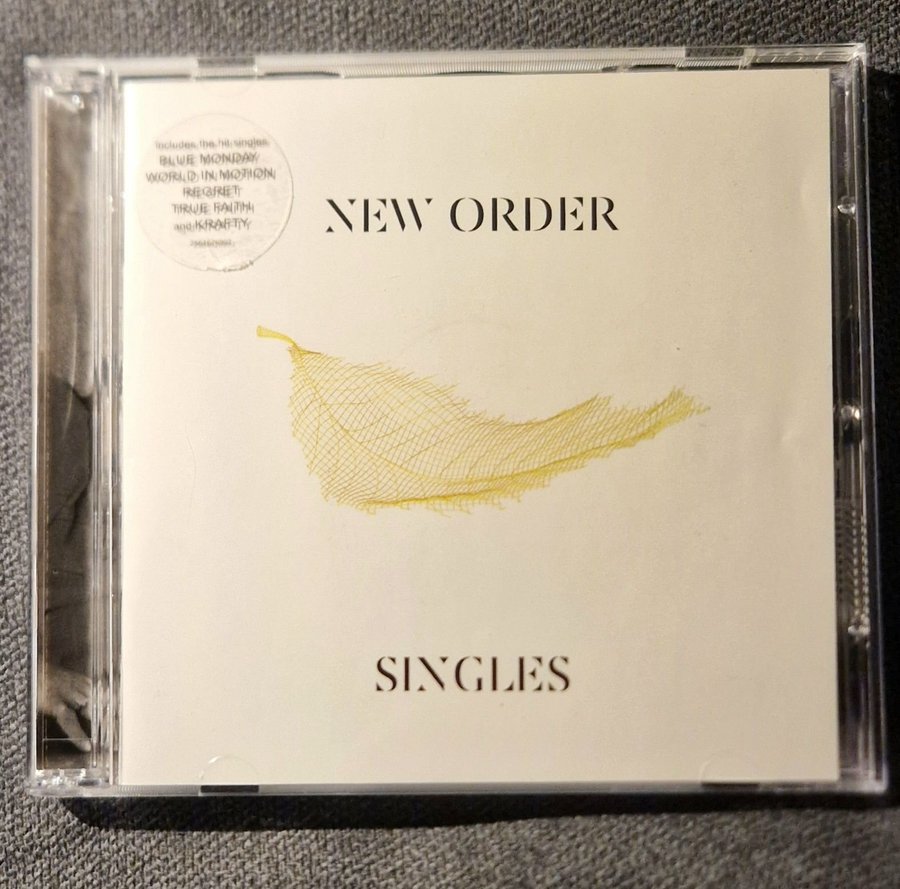 includes the hit singles
BLUE MONDAY
WORLD IN MOTION
REGRET
TRUE FAITH
and KRAFTY
NEW ORDER
SINGLES